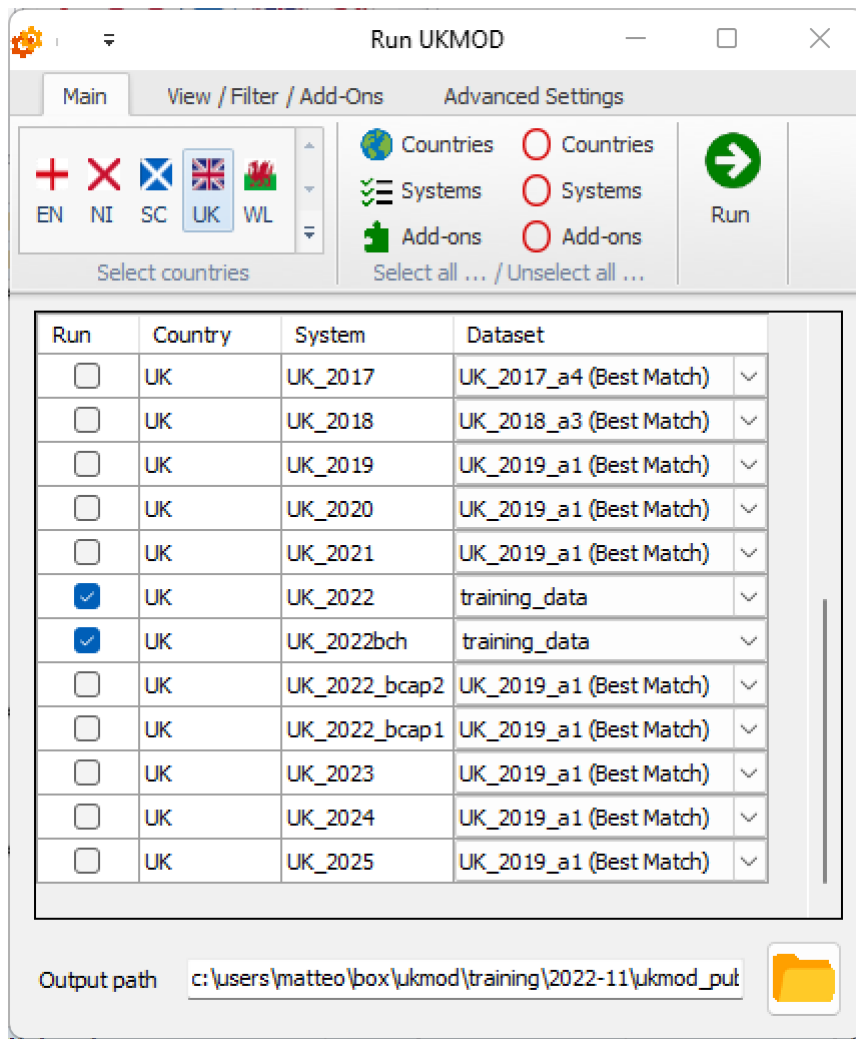 Run UKMOD
Main View / Filter / Add-Ons Advanced Settings
EN NI SC UK WL
Select countries
Countries Countries
Systems Systems
Add-ons Add-ons
Select all ... / Unselect all ...
Run
Run Country System Dataset
UK UK_2017 UK_2017_a4 (Best Match)
UK UK_2018 UK_2018_a3 (Best Match)
UK UK_2019 UK_2019_a1 (Best Match)
UK UK_2020 UK_2019_a1 (Best Match)
UK UK_2021 UK_2019_a1 (Best Match)
UK UK_2022 training_data
UK UK_2022bch training_data
UK UK_2022_bcap2 UK_2019_a1 (Best Match)
UK UK_2022_bcap1 UK_2019_a1 (Best Match)
UK UK_2023 UK_2019_a1 (Best Match)
UK UK_2024 UK_2019_a1 (Best Match)
UK UK_2025 UK_2019_a1 (Best Match)
Output path c:\users\matteo\box\ukmod\training\2022-11\ukmod_pub